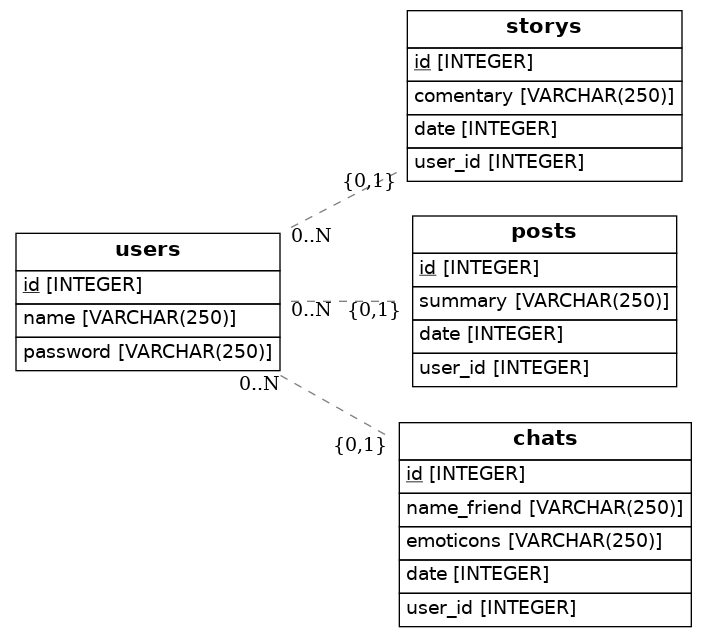 storys
id [INTEGER]
comentary [VARCHAR(250)]
date [INTEGER]
user_id [INTEGER]
{0,1}
0..N
users
id [INTEGER]
name [VARCHAR(250)]
password [VARCHAR(250)]
posts
id [INTEGER]
summary [VARCHAR(250)]
date [INTEGER]
user_id [INTEGER]
0..N
{0,1}
0..N
{0,1}
chats
id [INTEGER]
name_friend [VARCHAR(250)]
emoticons [VARCHAR(250)]
date [INTEGER]
user_id [INTEGER]